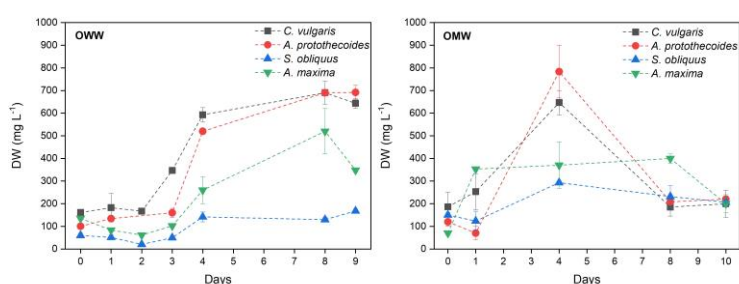 OWW
C. vulgaris
A. protothecoides
S. obliquus
A. maxima
DW (mg L-1)
1000
900
800
700
600
500
400
300
200
100
0
0 1 2 3 4 5 6 7 8 9
Days
OMW
C. vulgaris
A. protothecoides
S. obliquus
A. maxima
DW (mg L-1)
1000
900
800
700
600
500
400
300
200
100
0
0 1 2 3 4 5 6 7 8 9 10
Days